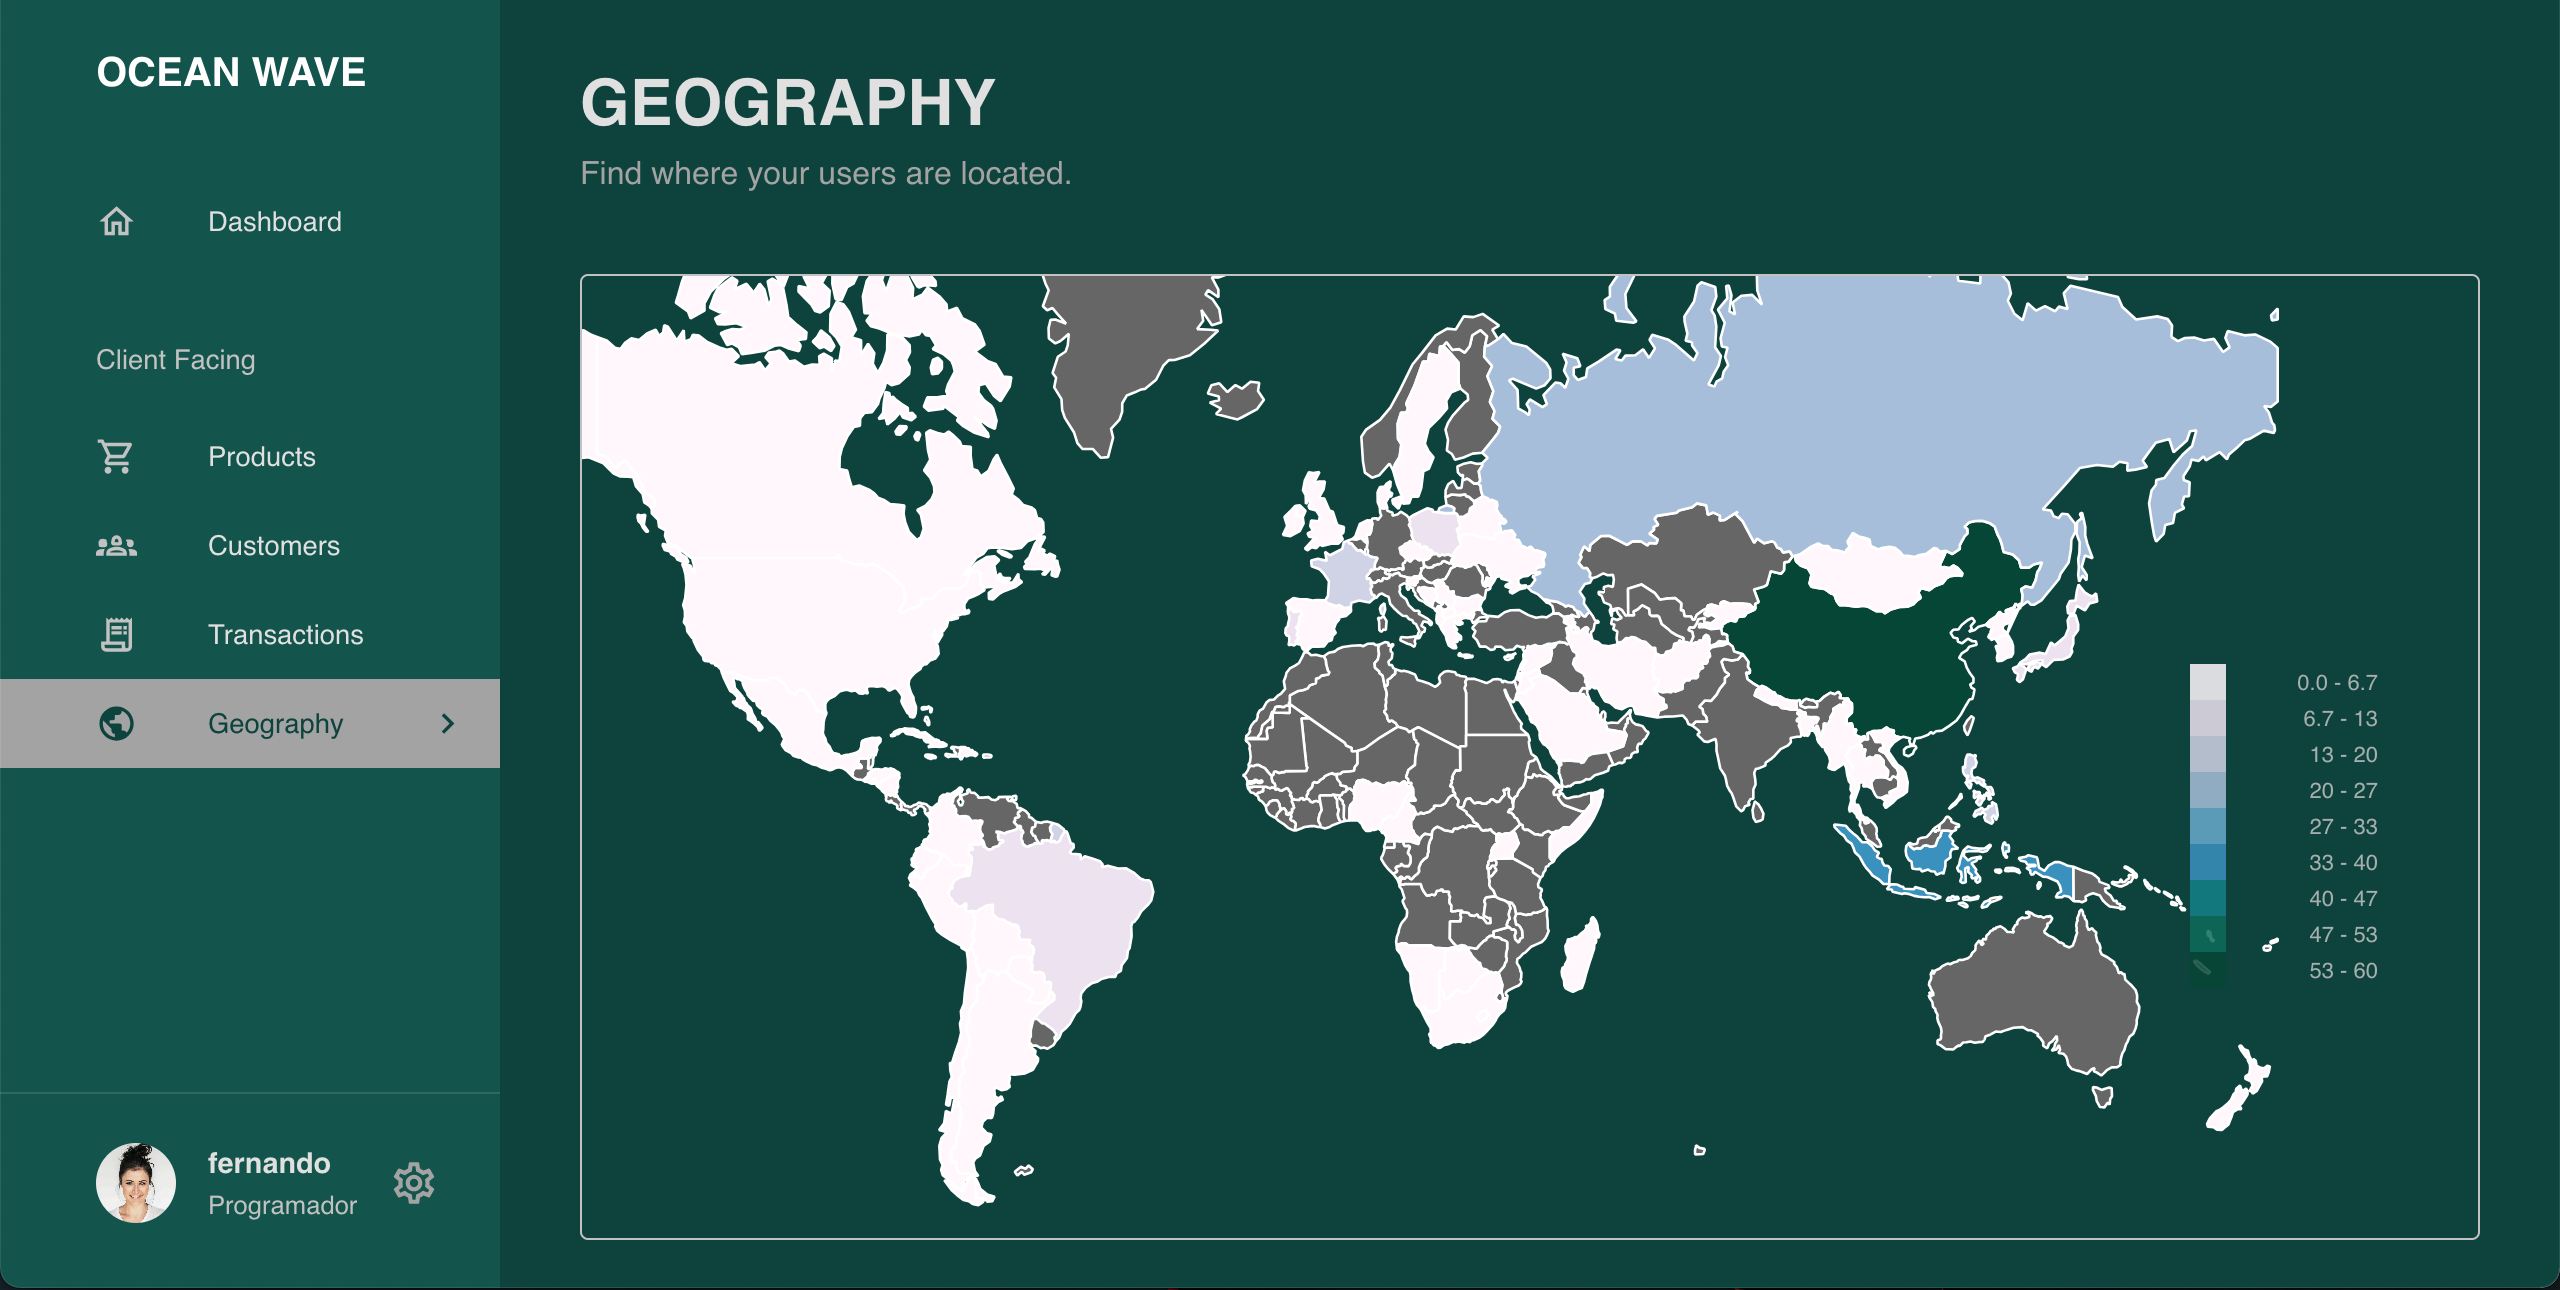 OCEAN WAVE
Dashboard
Client Facing
Products
Customers
Transactions
Geography
fernando
Programador
GEOGRAPHY
Find where your users are located.
0.0 - 6.7
6.7 - 13
13 - 20
20 - 27
27 - 33
33 - 40
40 - 47
47 - 53
53 - 60